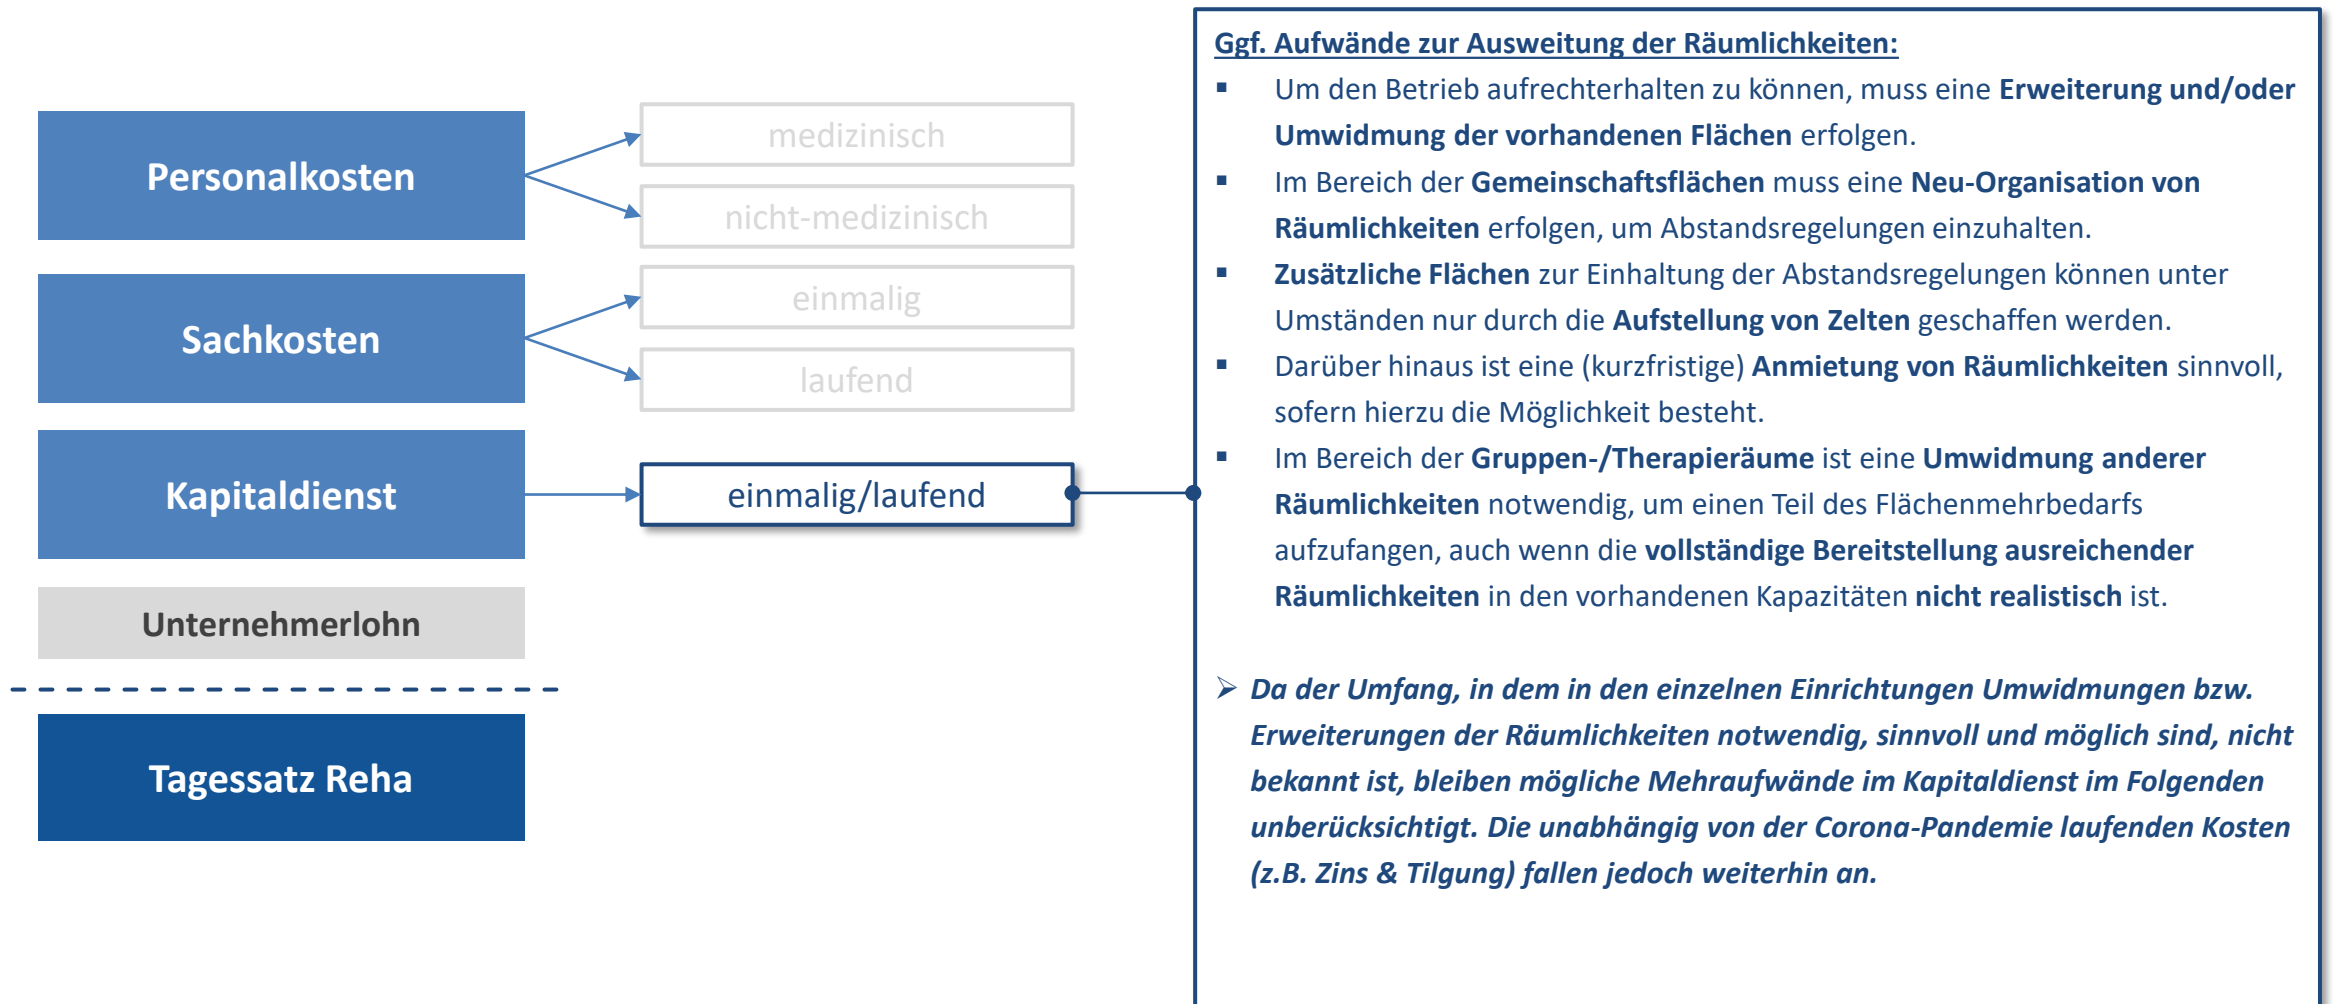 Personalkosten
medizinisch
nicht-medizinisch
Sachkosten
einmalig
laufend
Kapitaldienst
einmalig/laufend
Unternehmerlohn
Tagessatz Reha
Ggf. Aufwände zur Ausweitung der Räumlichkeiten:
▪ Um den Betrieb aufrechterhalten zu können, muss eine Erweiterung und/oder
Umwidmung der vorhandenen Flächen erfolgen.
▪ Im Bereich der Gemeinschaftsflächen muss eine Neu-Organisation von
Räumlichkeiten erfolgen, um Abstandsregelungen einzuhalten.
▪ Zusätzliche Flächen zur Einhaltung der Abstandsregelungen können unter
Umständen nur durch die Aufstellung von Zelten geschaffen werden.
▪ Darüber hinaus ist eine (kurzfristige) Anmietung von Räumlichkeiten sinnvoll,
sofern hierzu die Möglichkeit besteht.
▪ Im Bereich der Gruppen-/Therapieräume ist eine Umwidmung anderer
Räumlichkeiten notwendig, um einen Teil des Flächenmehrbedarfs
aufzufangen, auch wenn die vollständige Bereitstellung ausreichender
Räumlichkeiten in den vorhandenen Kapazitäten nicht realistisch ist.
➢ Da der Umfang, in dem in den einzelnen Einrichtungen Umwidmungen bzw.
Erweiterungen der Räumlichkeiten notwendig, sinnvoll und möglich sind, nicht
bekannt ist, bleiben mögliche Mehraufwände im Kapitaldienst im Folgenden
unberücksichtigt. Die unabhängig von der Corona-Pandemie laufenden Kosten
(z.B. Zins & Tilgung) fallen jedoch weiterhin an.